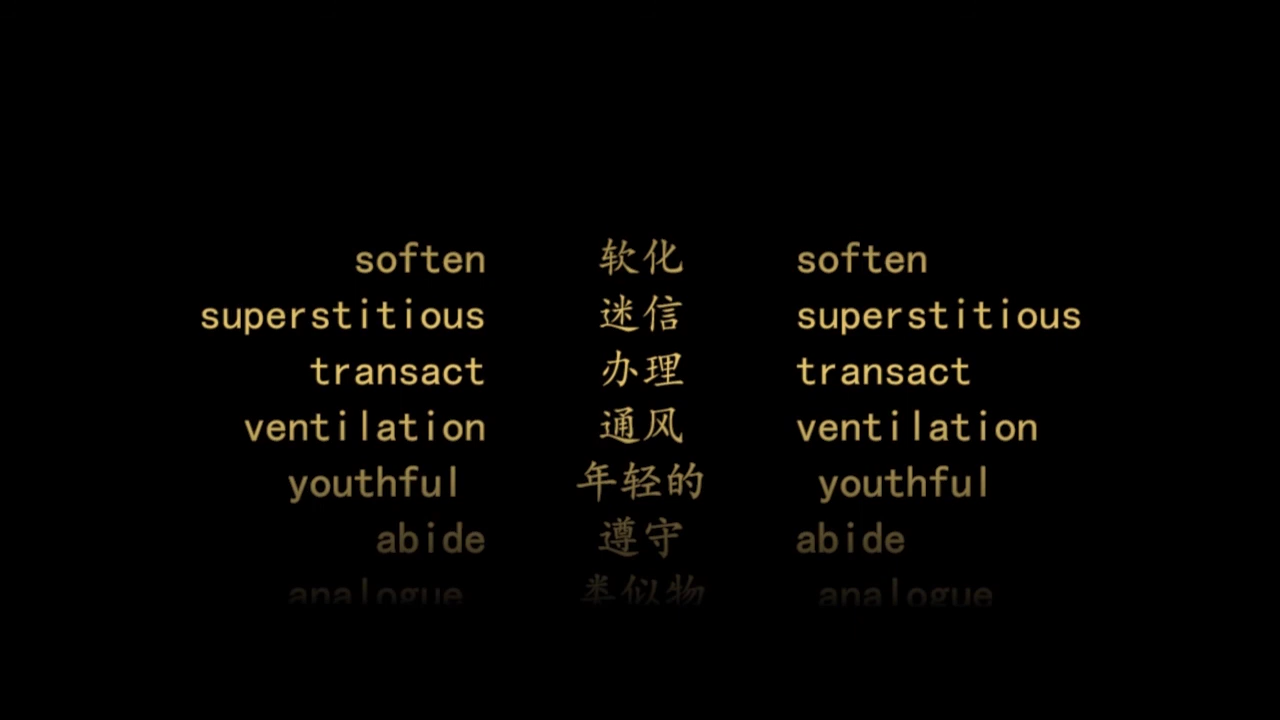 soften 软化 soften
superstitious 迷信 superstitious
transact 办理 transact
ventilation 通风 ventilation
youthful 年轻的 youthful
abide 遵守 abide
analogue 类似物 analogue